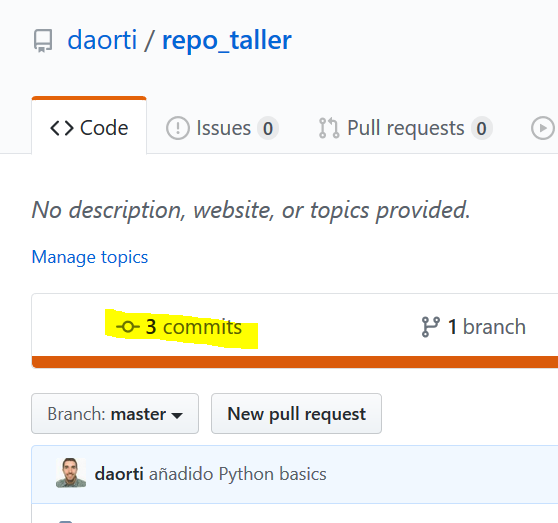 daorti / repo_taller
Code Issues 0 Pull requests 0
No description, website, or topics provided.
Manage topics
3 commits 1 branch
Branch: master New pull request
daorti añadido Python basics